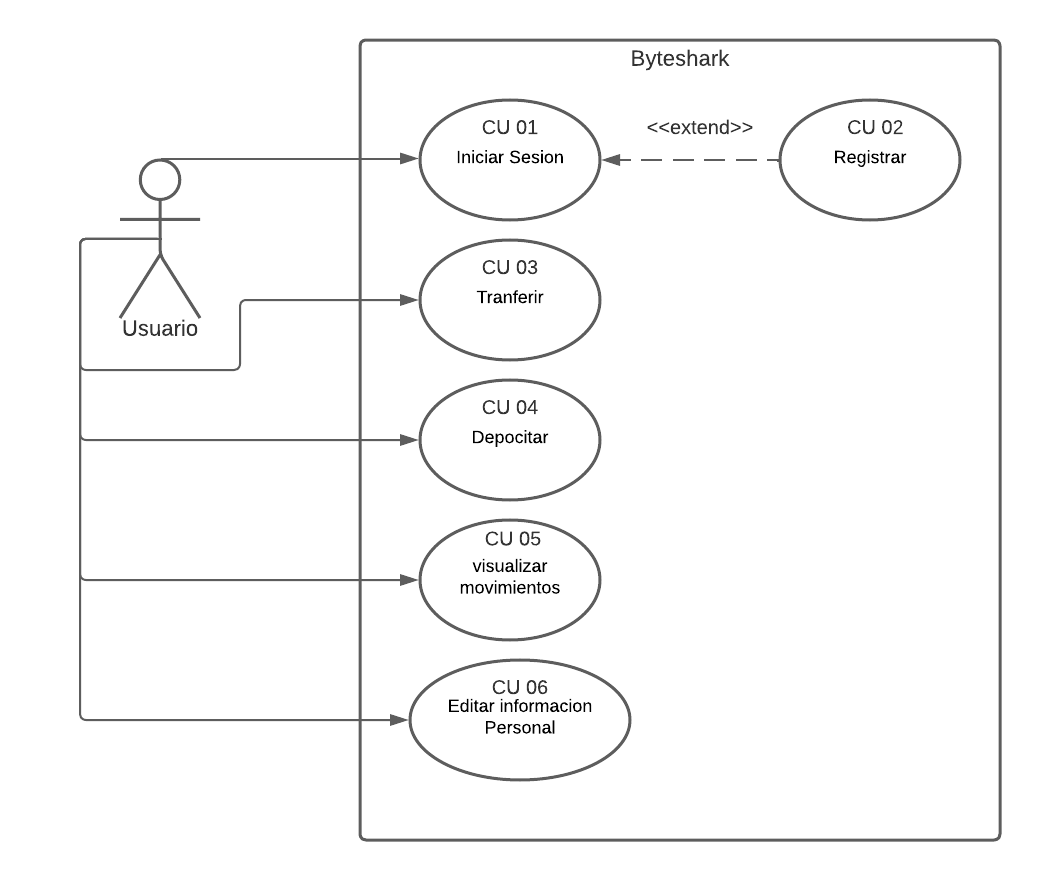 Byteshark
CU 01
Iniciar Sesion
<<extend>>
CU 02
Registrar
Usuario
CU 03
Tranferir
CU 04
Depocitar
CU 05
visualizar
movimientos
CU 06
Editar informacion
Personal